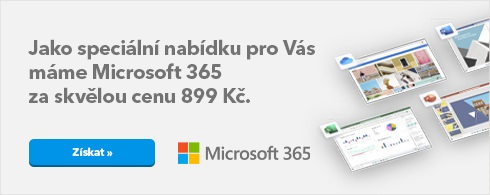 Jako speciální nabídku pro Vás
máme Microsoft 365
za skvělou cenu 899 Kč.
Získat »
Microsoft 365